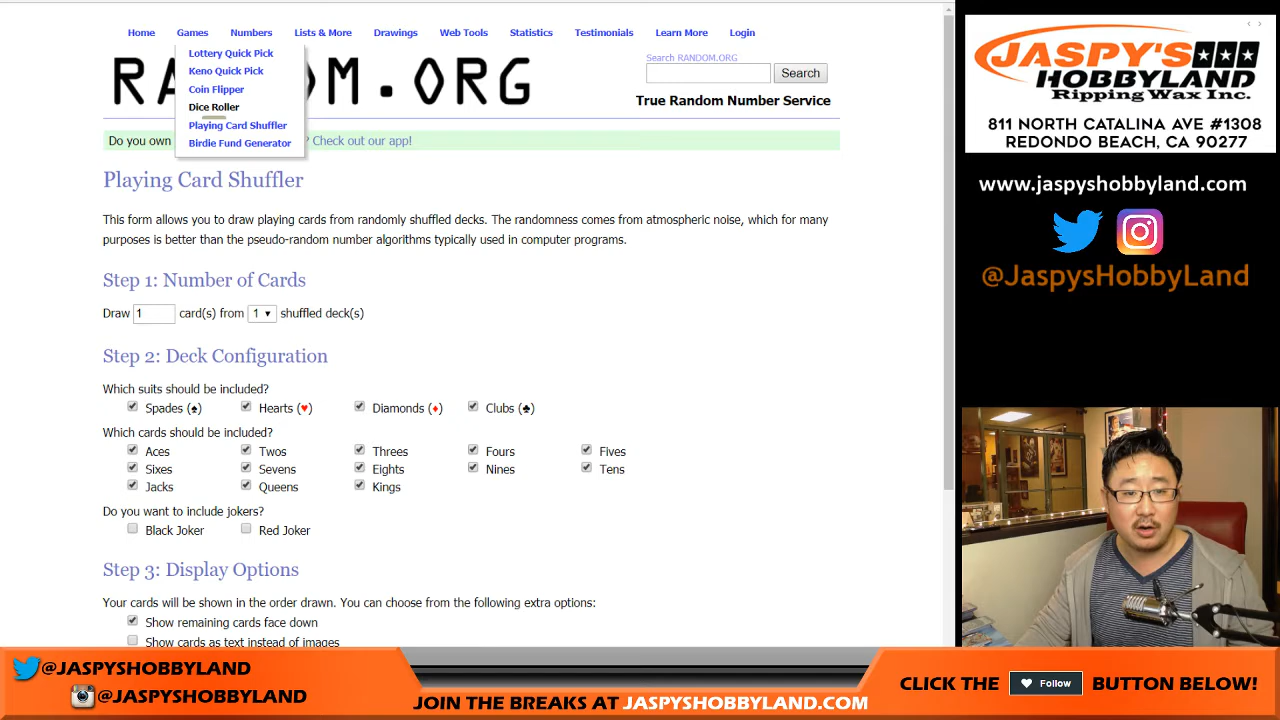 Home Games Numbers Lists & More Drawings Web Tools Statistics Testimonials Learn More Login
Lottery Quick Pick
Keno Quick Pick
Coin Flipper
Dice Roller
Playing Card Shuffler
Birdie Fund Generator
RA DOM.ORG
Search RANDOM.ORG
Search
True Random Number Service
Do you own ? Check out our app!
Playing Card Shuffler
This form allows you to draw playing cards from randomly shuffled decks. The randomness comes from atmospheric noise, which for many
purposes is better than the pseudo-random number algorithms typically used in computer programs.
Step 1: Number of Cards
Draw 1 card(s) from 1 ▼ shuffled deck(s)
Step 2: Deck Configuration
Which suits should be included?
Spades (♠) Hearts (♥) Diamonds (♦) Clubs (♣)
Which cards should be included?
Aces Twos Threes Fours Fives
Sixes Sevens Eights Nines Tens
Jacks Queens Kings
Do you want to include jokers?
Black Joker Red Joker
Step 3: Display Options
Your cards will be shown in the order drawn. You can choose from the following extra options:
Show remaining cards face down
Show cards as text instead of images
JASPY'S
HOBBYLAND
Ripping Wax Inc.
811 NORTH CATALINA AVE #1308
REDONDO BEACH, CA 90277
www.jaspyshobbyland.com
@JaspysHobbyLand
@JASPYSHOBBYLAND
@JASPYSHOBBYLAND
JOIN THE BREAKS AT JASPYSHOBBYLAND.COM
CLICK THE Follow BUTTON BELOW!